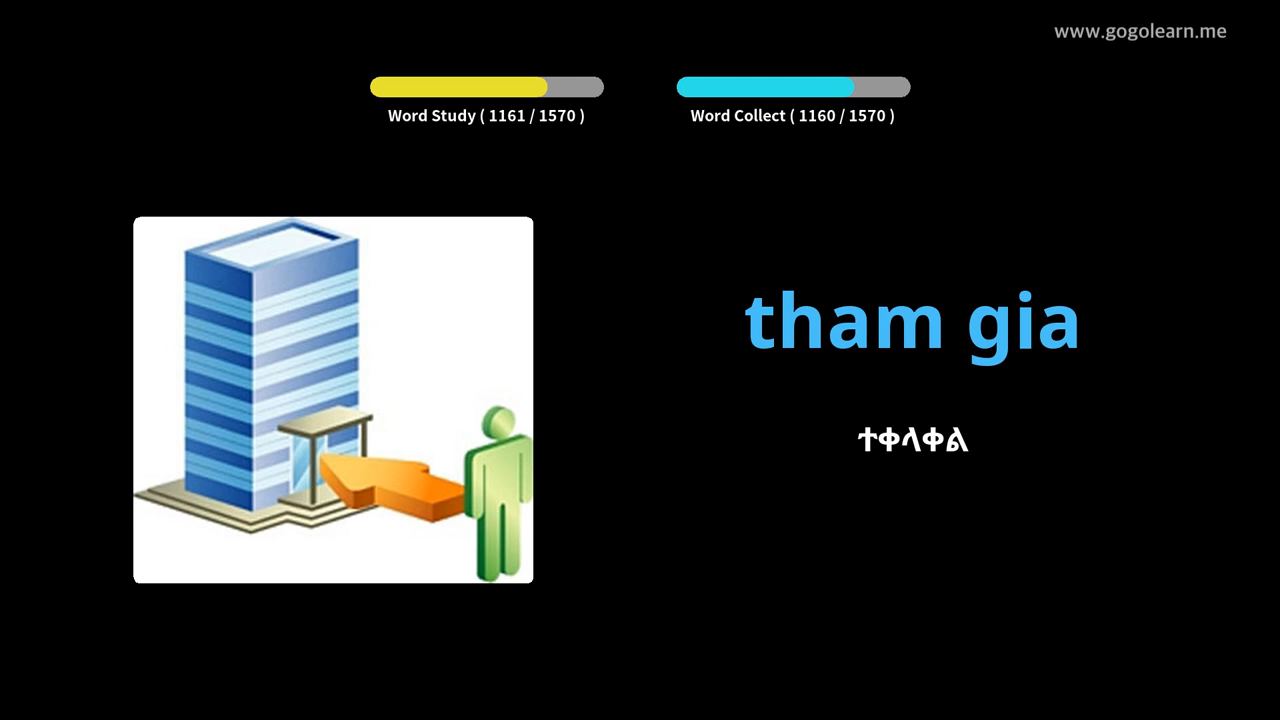 www.gogolearn.me
Word Study ( 1161 / 1570 )
Word Collect ( 1160 / 1570 )
tham gia
ተቀላቀል